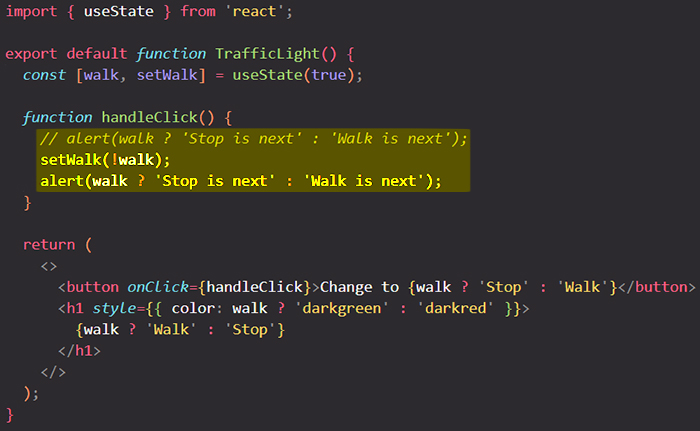 import { useState } from 'react';
export default function TrafficLight() {
const [walk, setWalk] = useState(true);
function handleClick() {
// alert(walk ? 'Stop is next' : 'Walk is next');
setWalk(!walk);
alert(walk ? 'Stop is next' : 'Walk is next');
}
return (
<>
<button onClick={handleClick}>Change to {walk ? 'Stop' : 'Walk'}</button>
<h1 style={{ color: walk ? 'darkgreen' : 'darkred' }}>
{walk ? 'Walk' : 'Stop'}
</h1>
</>
);
}